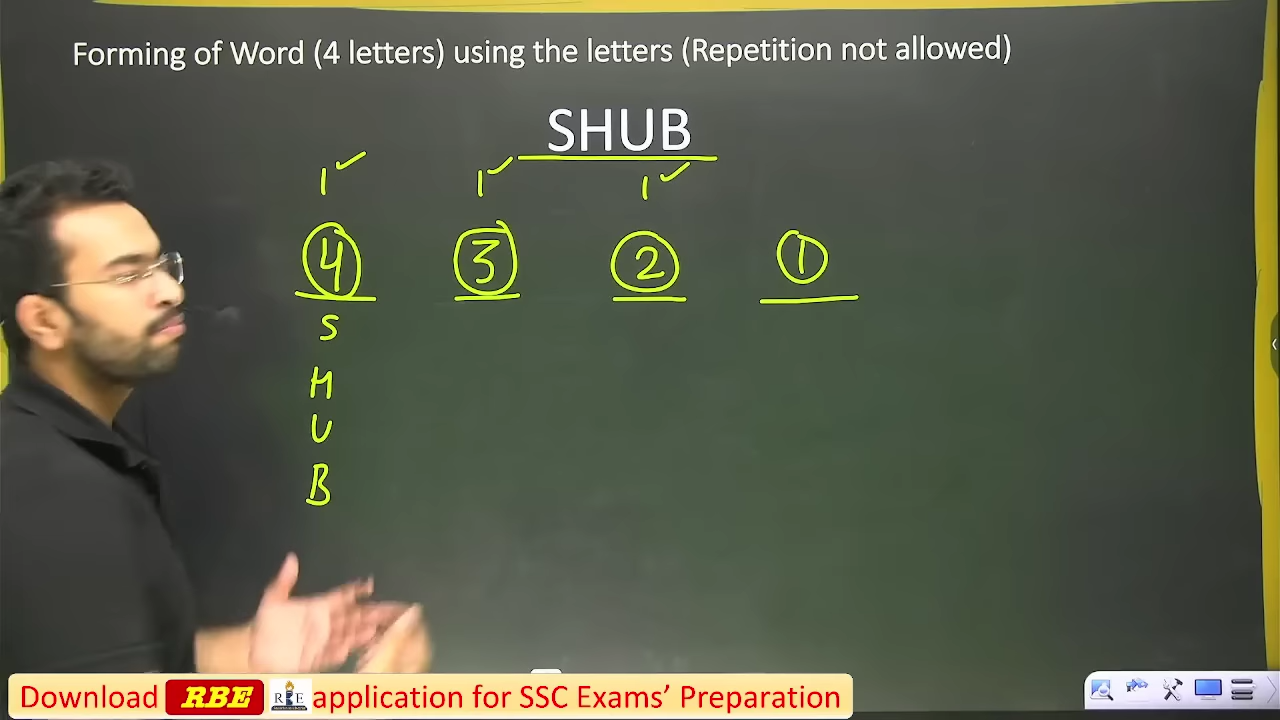 Forming of Word (4 letters) using the letters (Repetition not allowed)
SHUB
1 1 1
4 3 2 1
S
H
U
B
Download RBE RBE application for SSC Exams' Preparation